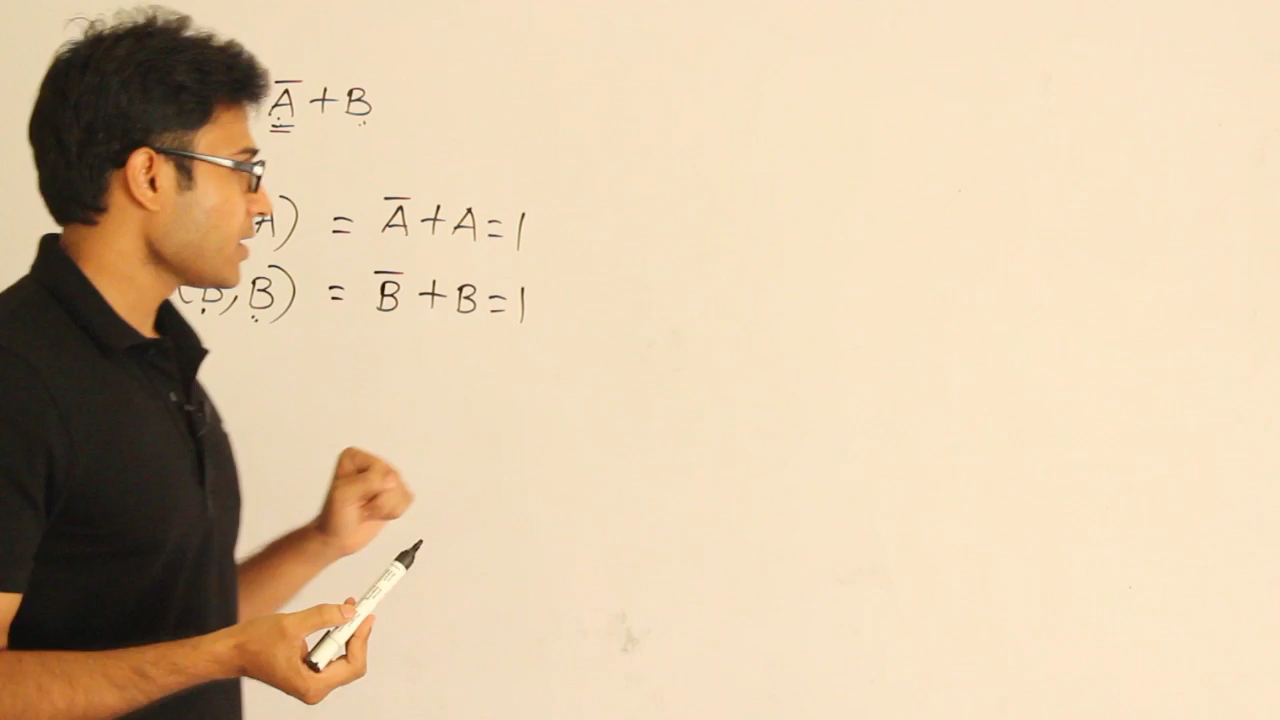 A̅ + B
A) = A̅ + A = 1
(B, B) = B̅ + B = 1